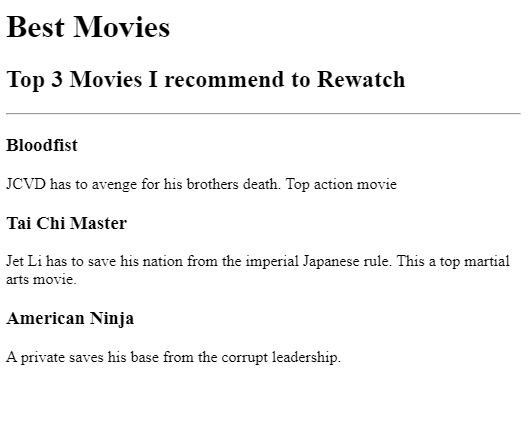 Best Movies
Top 3 Movies I recommend to Rewatch
Bloodfist
JCVD has to avenge for his brothers death. Top action movie
Tai Chi Master
Jet Li has to save his nation from the imperial Japanese rule. This a top martial
arts movie.
American Ninja
A private saves his base from the corrupt leadership.